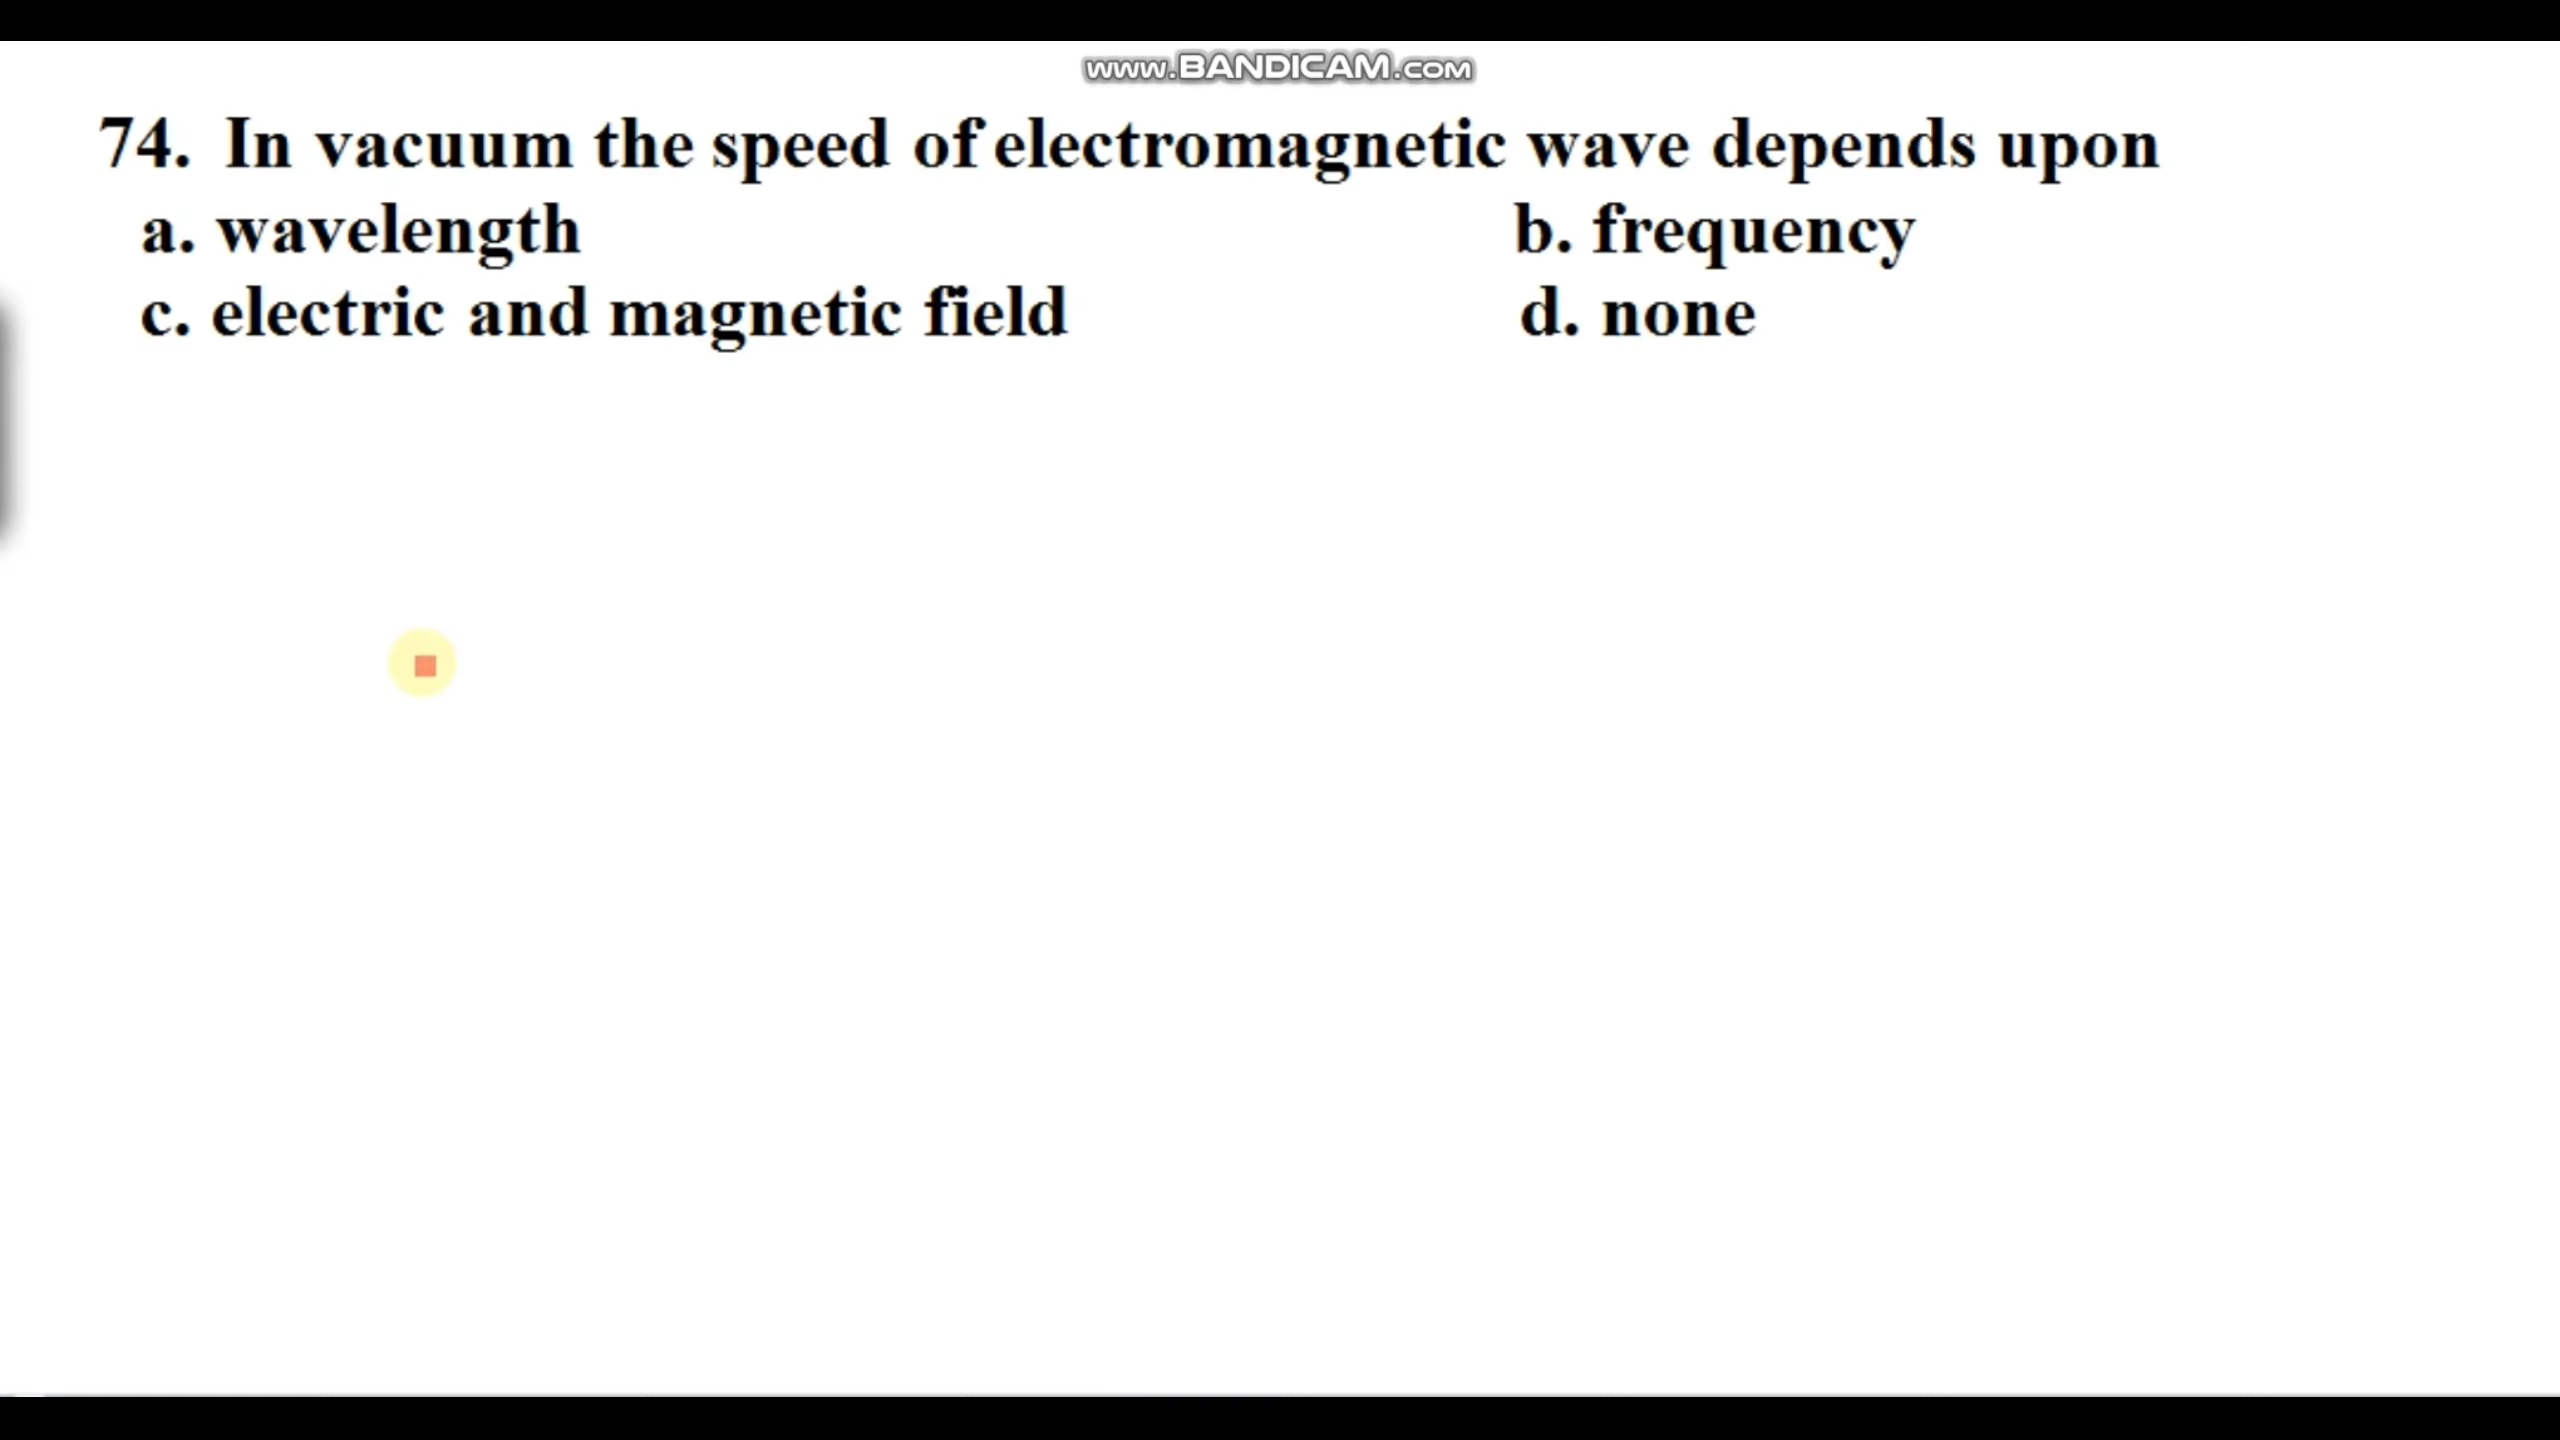 www.BANDICAM.com
74. In vacuum the speed of electromagnetic wave depends upon
a. wavelength b. frequency
c. electric and magnetic field d. none